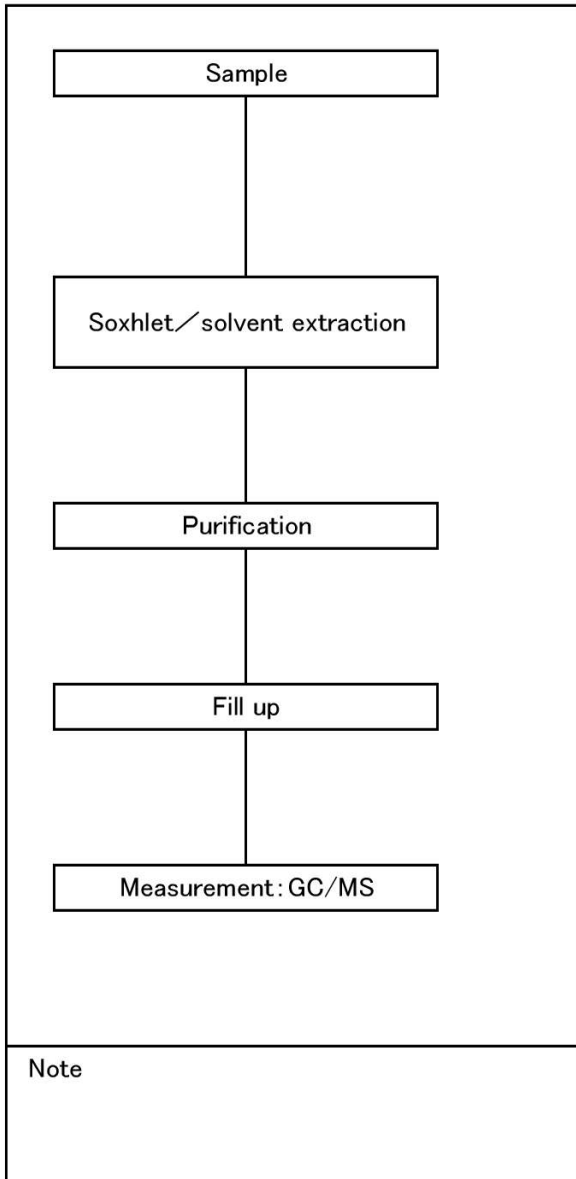 Sample
Soxhlet／solvent extraction
Purification
Fill up
Measurement：GC/MS
Note